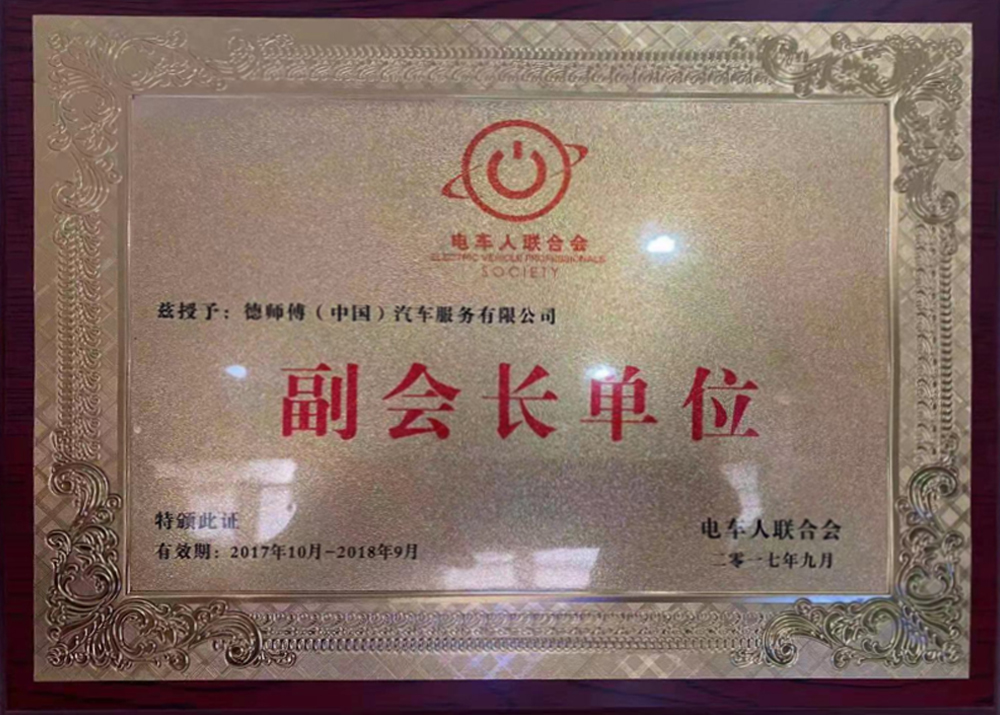 电车人联合会
ELECTRIC VEHICLE PROFESSIONALS
SOCIETY
兹授予：德师傅（中国）汽车服务有限公司
副会长单位
特颁此证
有效期：2017年10月-2018年9月
电车人联合会
二零一七年九月